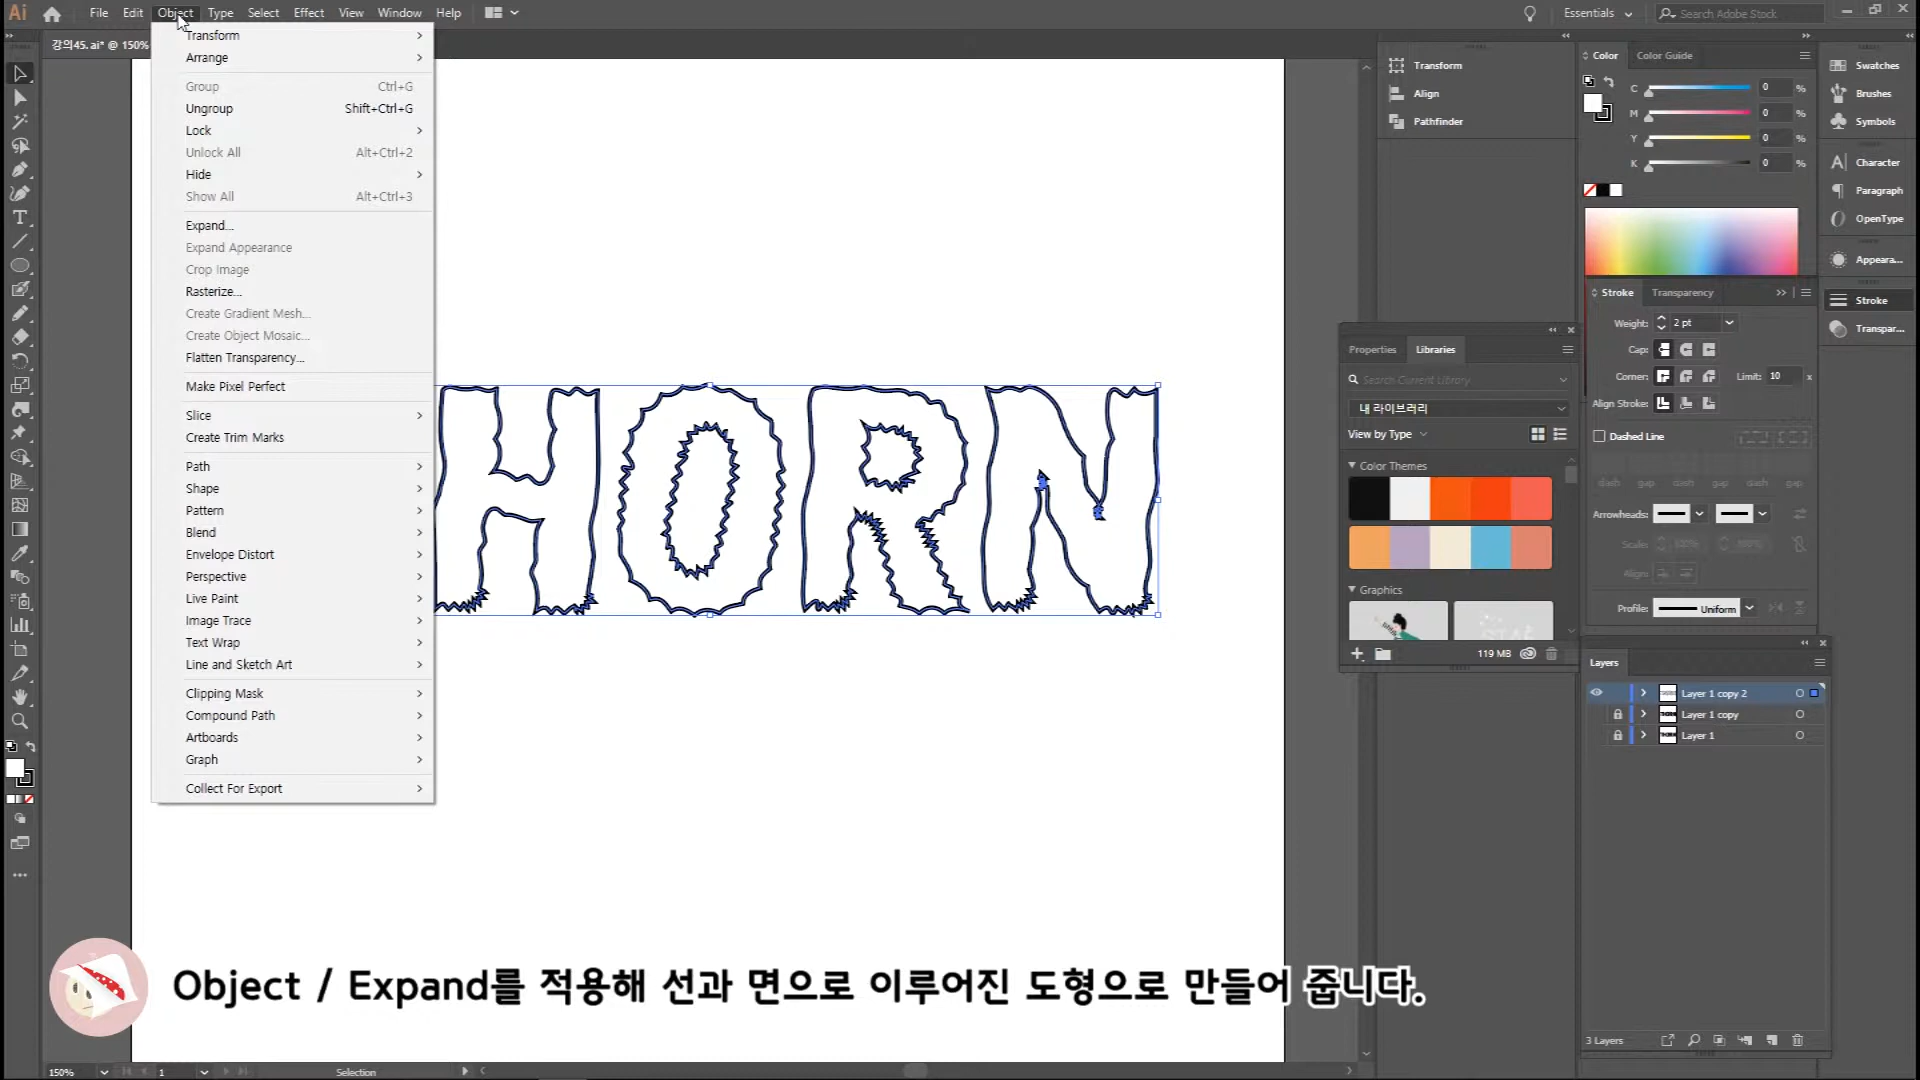 Ai File Edit Object Type Select Effect View Window Help Essentials Search Adobe Stock
강의45.ai* @ 150%
Transform
Arrange
Group Ctrl+G
Ungroup Shift+Ctrl+G
Lock
Unlock All Alt+Ctrl+2
Hide
Show All Alt+Ctrl+3
Expand...
Expand Appearance
Crop Image
Rasterize...
Create Gradient Mesh...
Create Object Mosaic...
Flatten Transparency...
Make Pixel Perfect
Slice
Create Trim Marks
Path
Shape
Pattern
Blend
Envelope Distort
Perspective
Live Paint
Image Trace
Text Wrap
Line and Sketch Art
Clipping Mask
Compound Path
Artboards
Graph
Collect For Export
HORN
Transform
Align
Pathfinder
Color Color Guide
C 0 %
M 0 %
Y 0 %
K 0 %
Stroke Transparency
Weight: 2 pt
Cap:
Corner: Limit: 10 x
Align Stroke:
Dashed Line
dash gap dash gap dash gap
Arrowheads:
Scale: 100% 100%
Align:
Profile: Uniform
Swatches
Brushes
Symbols
Character
Paragraph
OpenType
Appeara...
Stroke
Transpar...
Properties Libraries
Search Current Library
내 라이브러리
View by Type
Color Themes
Graphics
119 MB
Layers
Layer 1 copy 2
Layer 1 copy
Layer 1
3 Layers
Object / Expand를 적용해 선과 면으로 이루어진 도형으로 만들어 줍니다.
150% 1 Selection